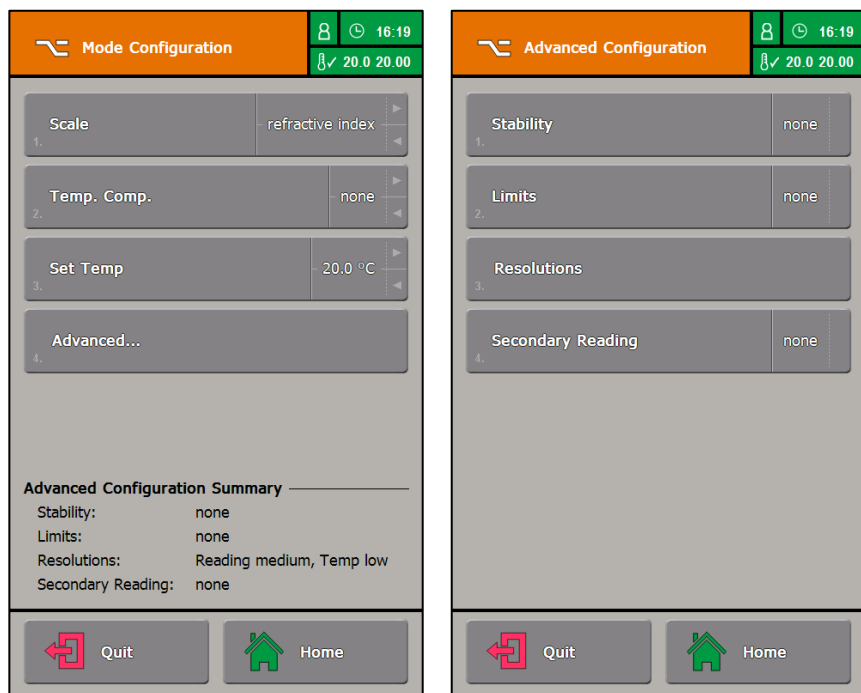 Mode Configuration
16:19
20.0 20.00
Scale
refractive index
1.
Temp. Comp.
none
2.
Set Temp
20.0 °C
3.
Advanced...
4.
Advanced Configuration Summary
Stability: none
Limits: none
Resolutions: Reading medium, Temp low
Secondary Reading: none
Quit
Home
Advanced Configuration
16:19
20.0 20.00
Stability
none
1.
Limits
none
2.
Resolutions
3.
Secondary Reading
none
4.
Quit
Home